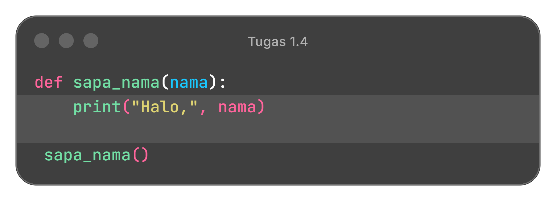 Tugas 1.4
def sapa_nama(nama):
    print("Halo,", nama)
sapa_nama()